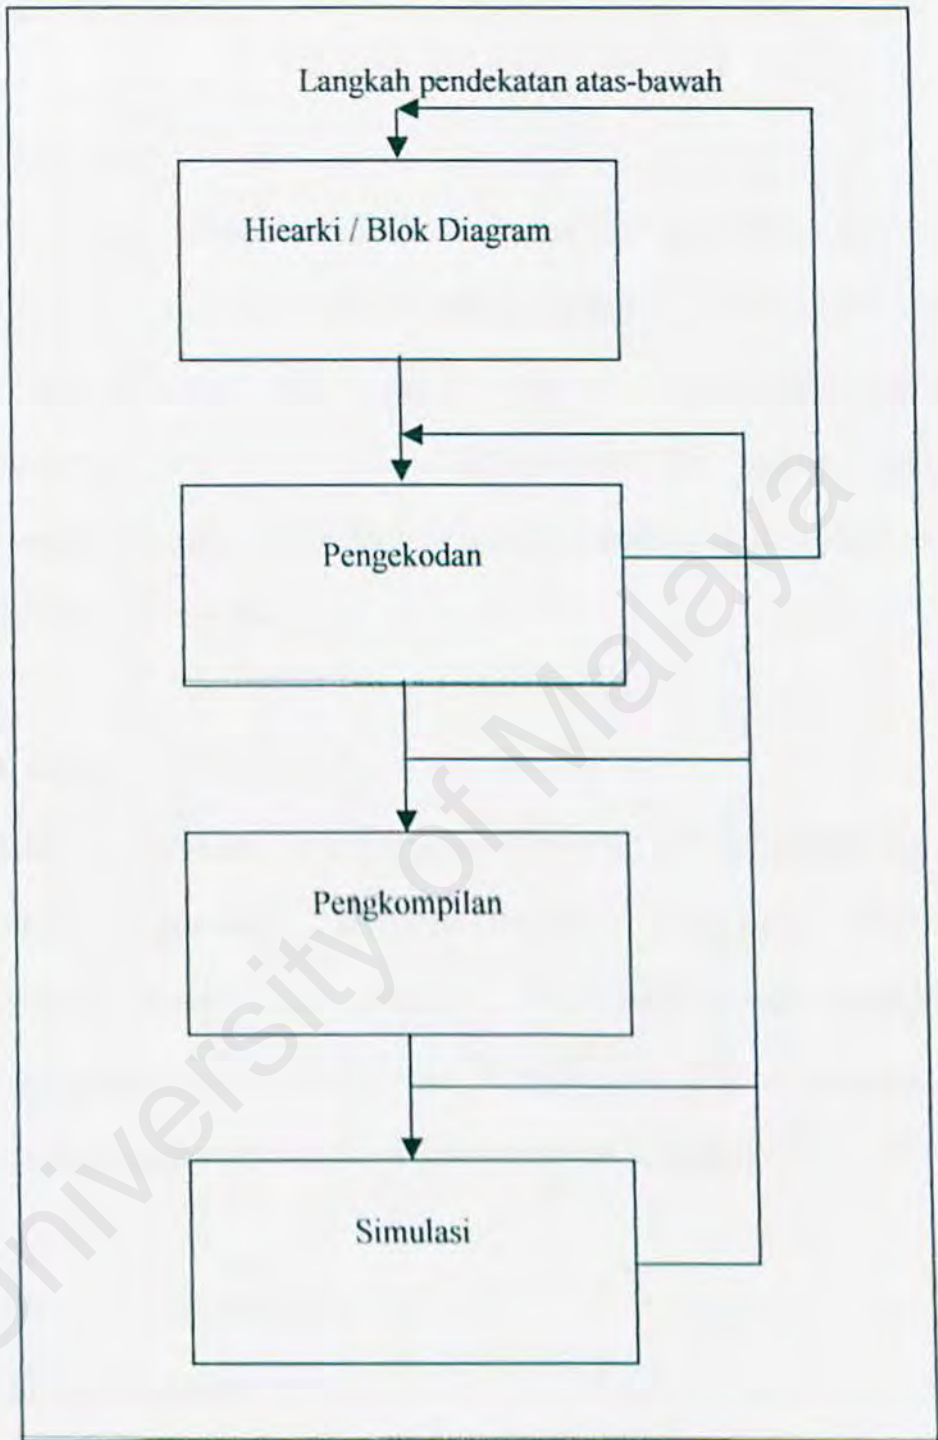 Langkah pendekatan atas-bawah
Hiearki / Blok Diagram
Pengekodan
Pengkompilan
Simulasi
University of Malaya